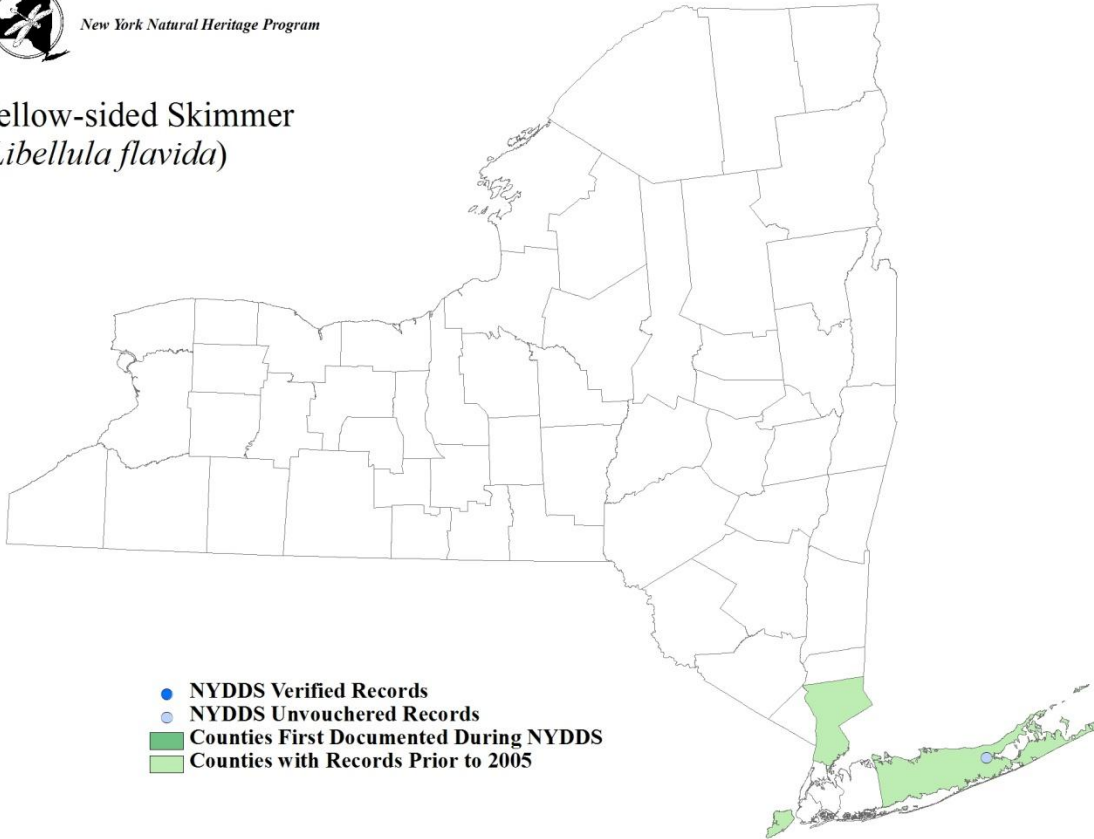 New York Natural Heritage Program
ellow-sided Skimmer
Libellula flavida)
NYDDS Verified Records
NYDDS Unvouchered Records
Counties First Documented During NYDDS
Counties with Records Prior to 2005